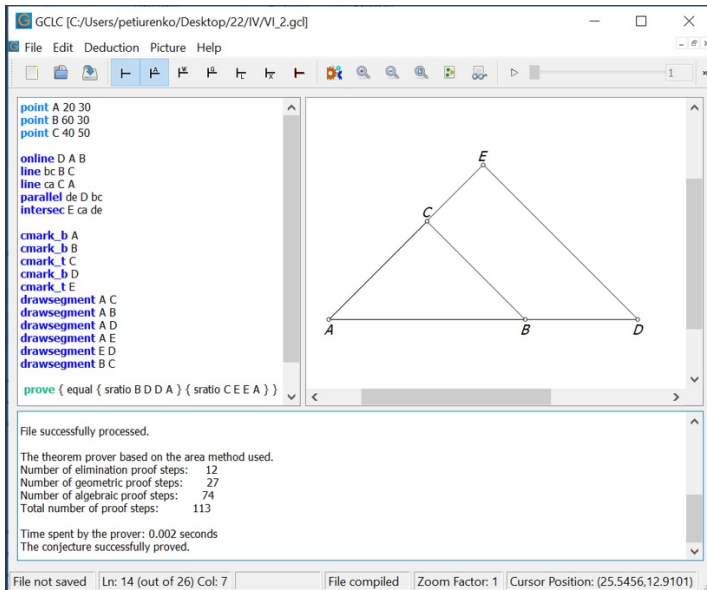 GCLC [C:/Users/petiurenko/Desktop/22/IV/VI_2.gcl]
File Edit Deduction Picture Help
1
point A 20 30
point B 60 30
point C 40 50
online D A B
line bc B C
line ca C A
parallel de D bc
intersec E ca de
cmark_b A
cmark_b B
cmark_t C
cmark_b D
cmark_t E
drawsegment A C
drawsegment A B
drawsegment A D
drawsegment A E
drawsegment E D
drawsegment B C
prove { equal { sratio B D D A } { sratio C E E A } }
E
C
A
B
D
File successfully processed.
The theorem prover based on the area method used.
Number of elimination proof steps: 12
Number of geometric proof steps: 27
Number of algebraic proof steps: 74
Total number of proof steps: 113
Time spent by the prover: 0.002 seconds
The conjecture successfully proved.
File not saved Ln: 14 (out of 26) Col: 7 File compiled Zoom Factor: 1 Cursor Position: (25.5456,12.9101)